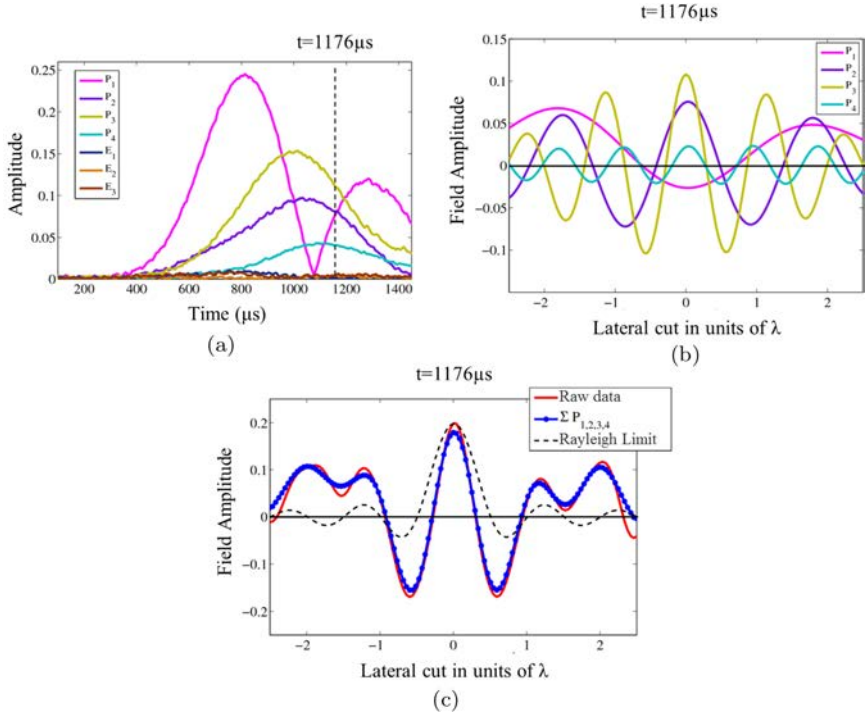 t=1176µs
0.25
0.2
0.15
0.1
0.05
0
Amplitude
P1
P2
P3
P4
E1
E2
E3
200 400 600 800 1000 1200 1400
Time (µs)
(a)
t=1176µs
0.15
0.1
0.05
0
-0.05
-0.1
Field Amplitude
P1
P2
P3
P4
-2 -1 0 1 2
Lateral cut in units of λ
(b)
t=1176µs
0.2
0.1
0
-0.1
-0.2
Field Amplitude
Raw data
Σ P1,2,3,4
Rayleigh Limit
-2 -1 0 1 2
Lateral cut in units of λ
(c)